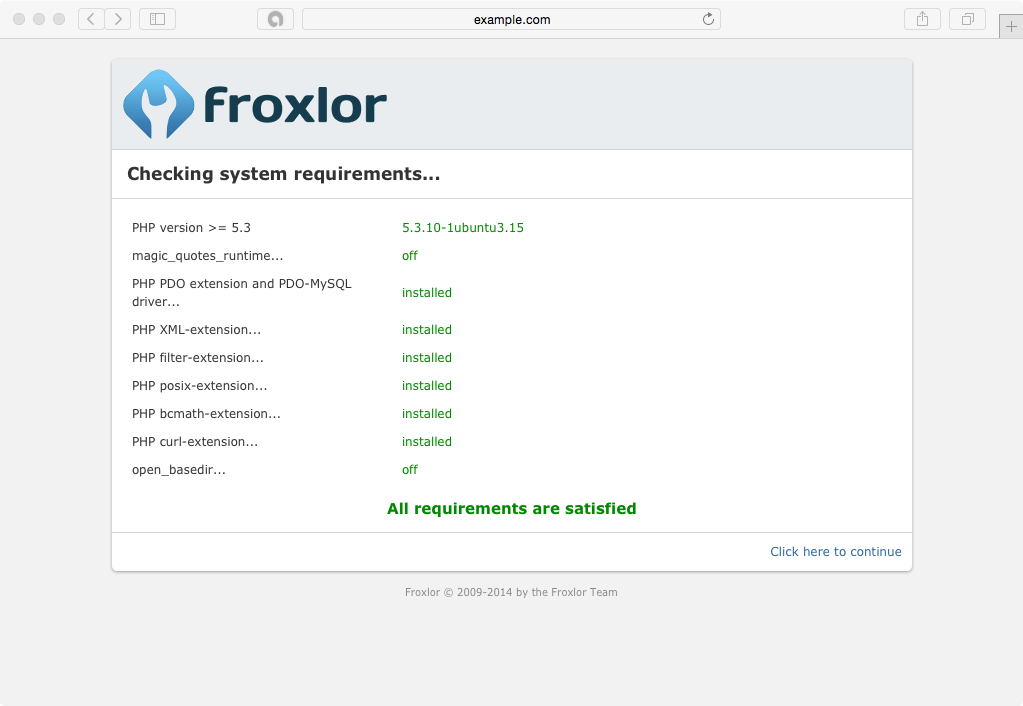 example.com
froxlor
Checking system requirements...
PHP version >= 5.3 5.3.10-1ubuntu3.15
magic_quotes_runtime... off
PHP PDO extension and PDO-MySQL
driver... installed
PHP XML-extension... installed
PHP filter-extension... installed
PHP posix-extension... installed
PHP bcmath-extension... installed
PHP curl-extension... installed
open_basedir... off
All requirements are satisfied
Click here to continue
Froxlor © 2009-2014 by the Froxlor Team